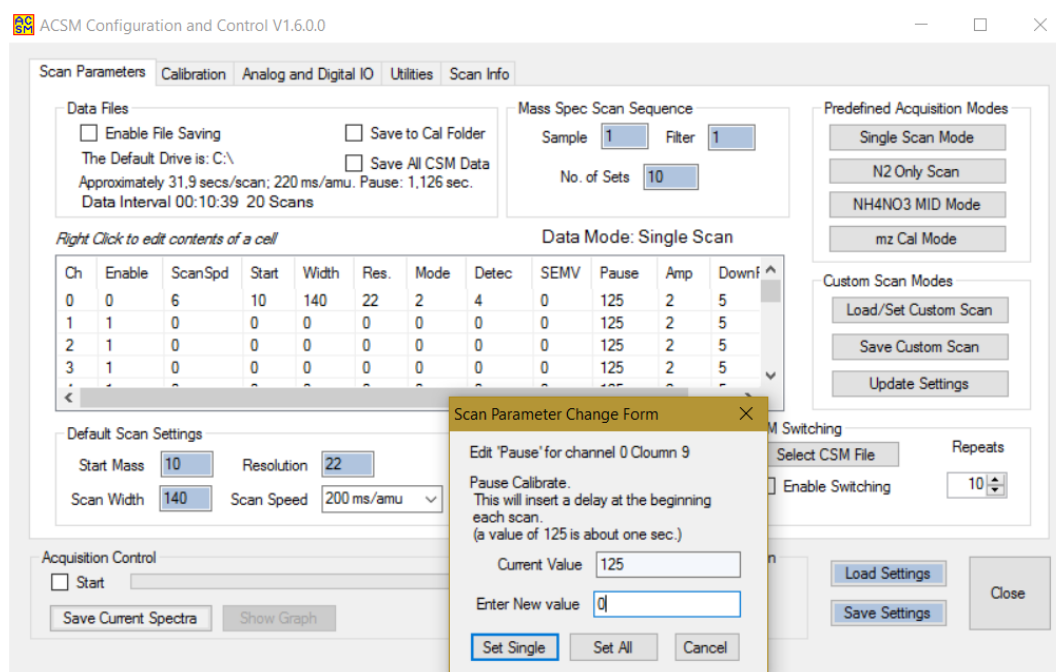 AC
SM
ACSM Configuration and Control V1.6.0.0
Scan Parameters Calibration Analog and Digital IO Utilities Scan Info
Data Files
Enable File Saving
Save to Cal Folder
The Default Drive is: C:\
Save All CSM Data
Approximately 31,9 secs/scan; 220 ms/amu. Pause: 1,126 sec.
Data Interval 00:10:39 20 Scans
Mass Spec Scan Sequence
Sample 1 Filter 1
No. of Sets 10
Predefined Acquisition Modes
Single Scan Mode
N2 Only Scan
NH4NO3 MID Mode
mz Cal Mode
Right Click to edit contents of a cell
Data Mode: Single Scan
Ch Enable ScanSpd Start Width Res. Mode Detec SEMV Pause Amp
0 0 6 10 140 22 2 4 0 125 2 5
1 1 0 0 0 0 0 0 0 125 2 5
2 1 0 0 0 0 0 0 0 125 2 5
3 1 0 0 0 0 0 0 0 125 2 5
Custom Scan Modes
Load/Set Custom Scan
Save Custom Scan
Update Settings
Default Scan Settings
Start Mass 10 Resolution 22
Scan Width 140 Scan Speed 200 ms/amu
Scan Parameter Change Form
Edit 'Pause' for channel 0 Cloumn 9
Pause Calibrate.
This will insert a delay at the beginning
each scan.
(a value of 125 is about one sec.)
Current Value 125
Enter New value 0
Set Single Set All Cancel
M Switching
Select CSM File
Repeats
Enable Switching
10
Acquisition Control
Start
Save Current Spectra Show Graph
Load Settings
Save Settings
Close